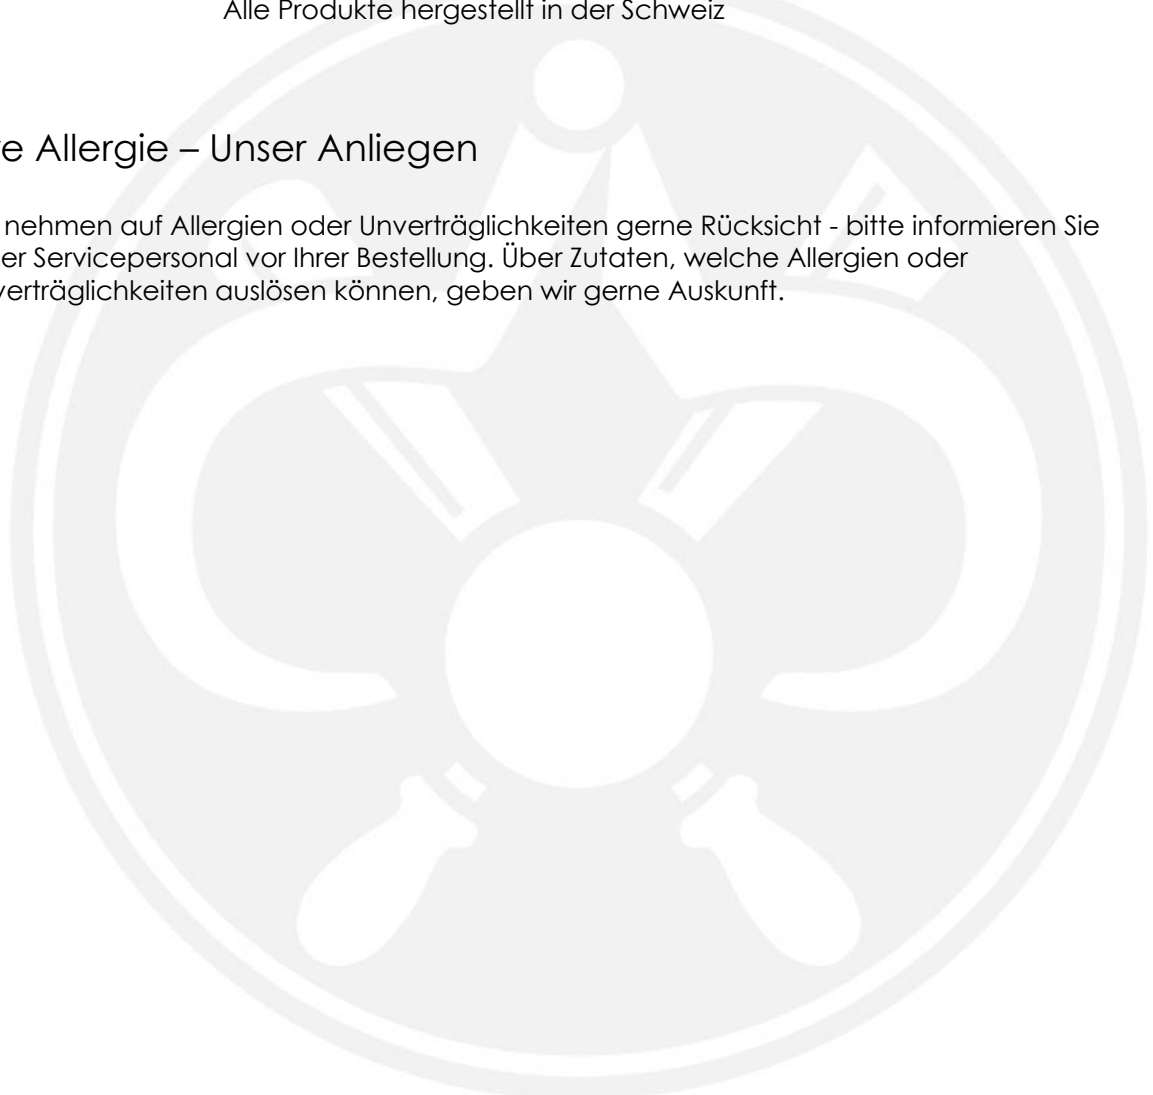 Alle Produkte hergestellt in der Schweiz
e Allergie – Unser Anliegen
nehmen auf Allergien oder Unverträglichkeiten gerne Rücksicht - bitte informieren Sie
er Servicepersonal vor Ihrer Bestellung. Über Zutaten, welche Allergien oder
verträglichkeiten auslösen können, geben wir gerne Auskunft.